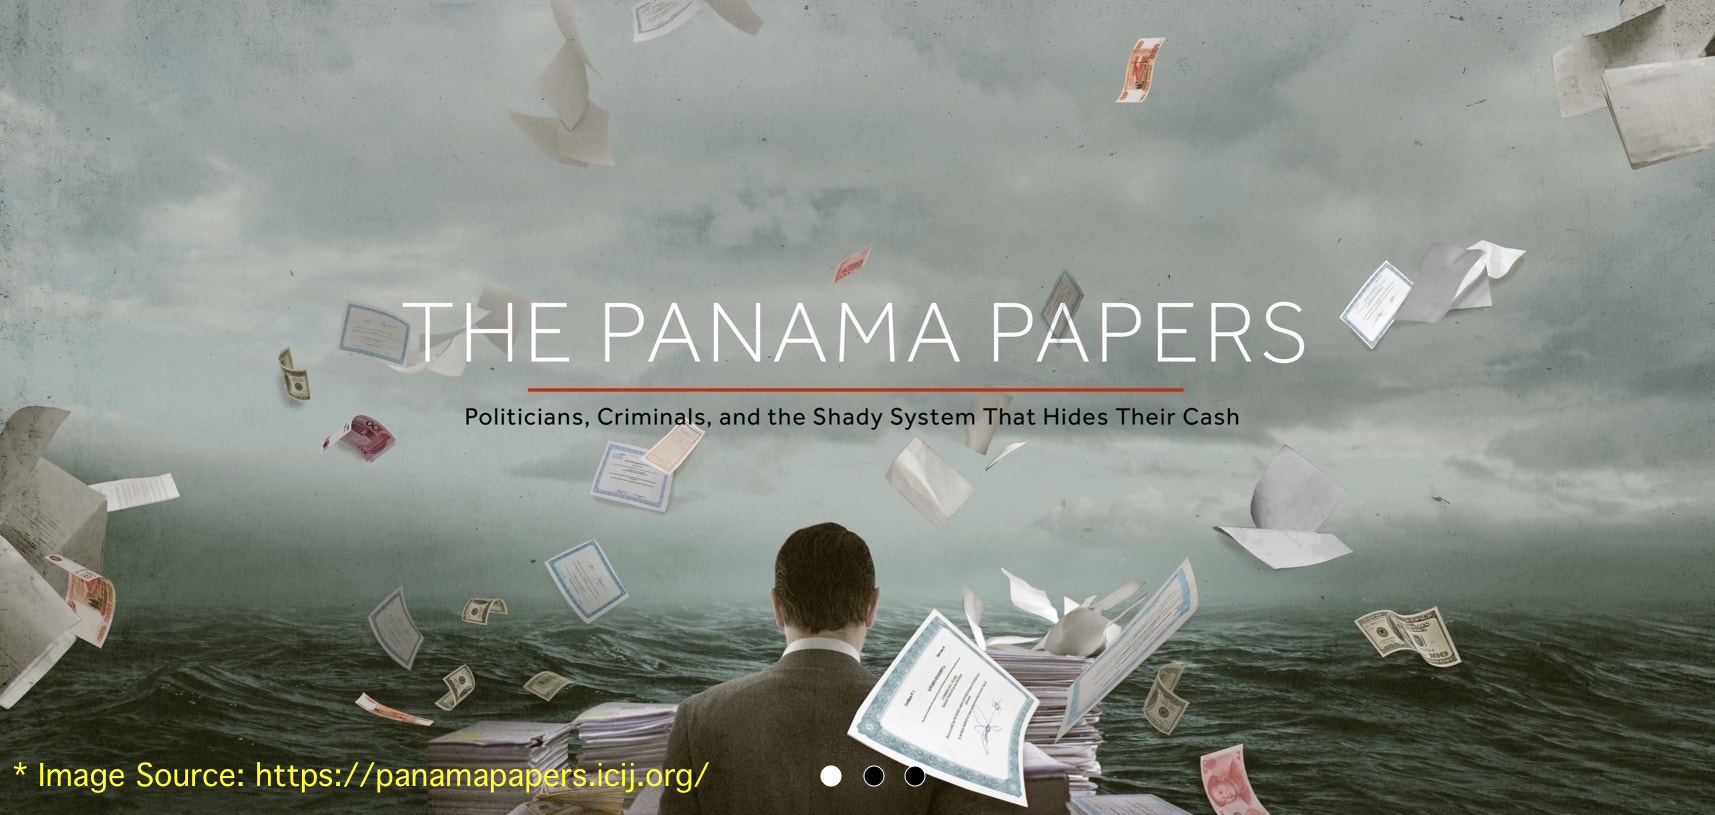 THE PANAMA PAPERS
Politicians, Criminals, and the Shady System That Hides Their Cash
* Image Source: https://panamapapers.icij.org/